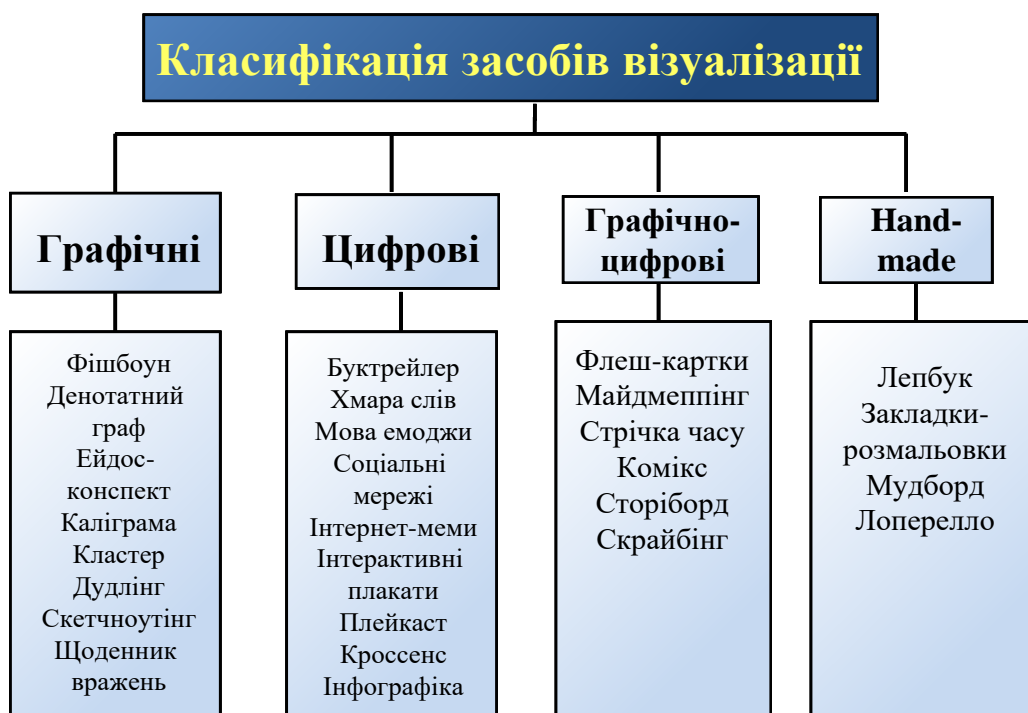 Класифікація засобів візуалізації
Графічні
Фішбоун
Денотатний
граф
Ейдос-
конспект
Каліграма
Кластер
Дудлінг
Скетчноутінг
Щоденник
вражень
Цифрові
Буктрейлер
Хмара слів
Мова емоджи
Соціальні
мережі
Інтернет-меми
Інтерактивні
плакати
Плейкаст
Кроссенс
Інфографіка
Графічно-
цифрові
Флеш-картки
Майдмеппінг
Стрічка часу
Комікс
Сторіборд
Скрайбінг
Hand-
made
Лепбук
Закладки-
розмальовки
Мудборд
Лоперелло